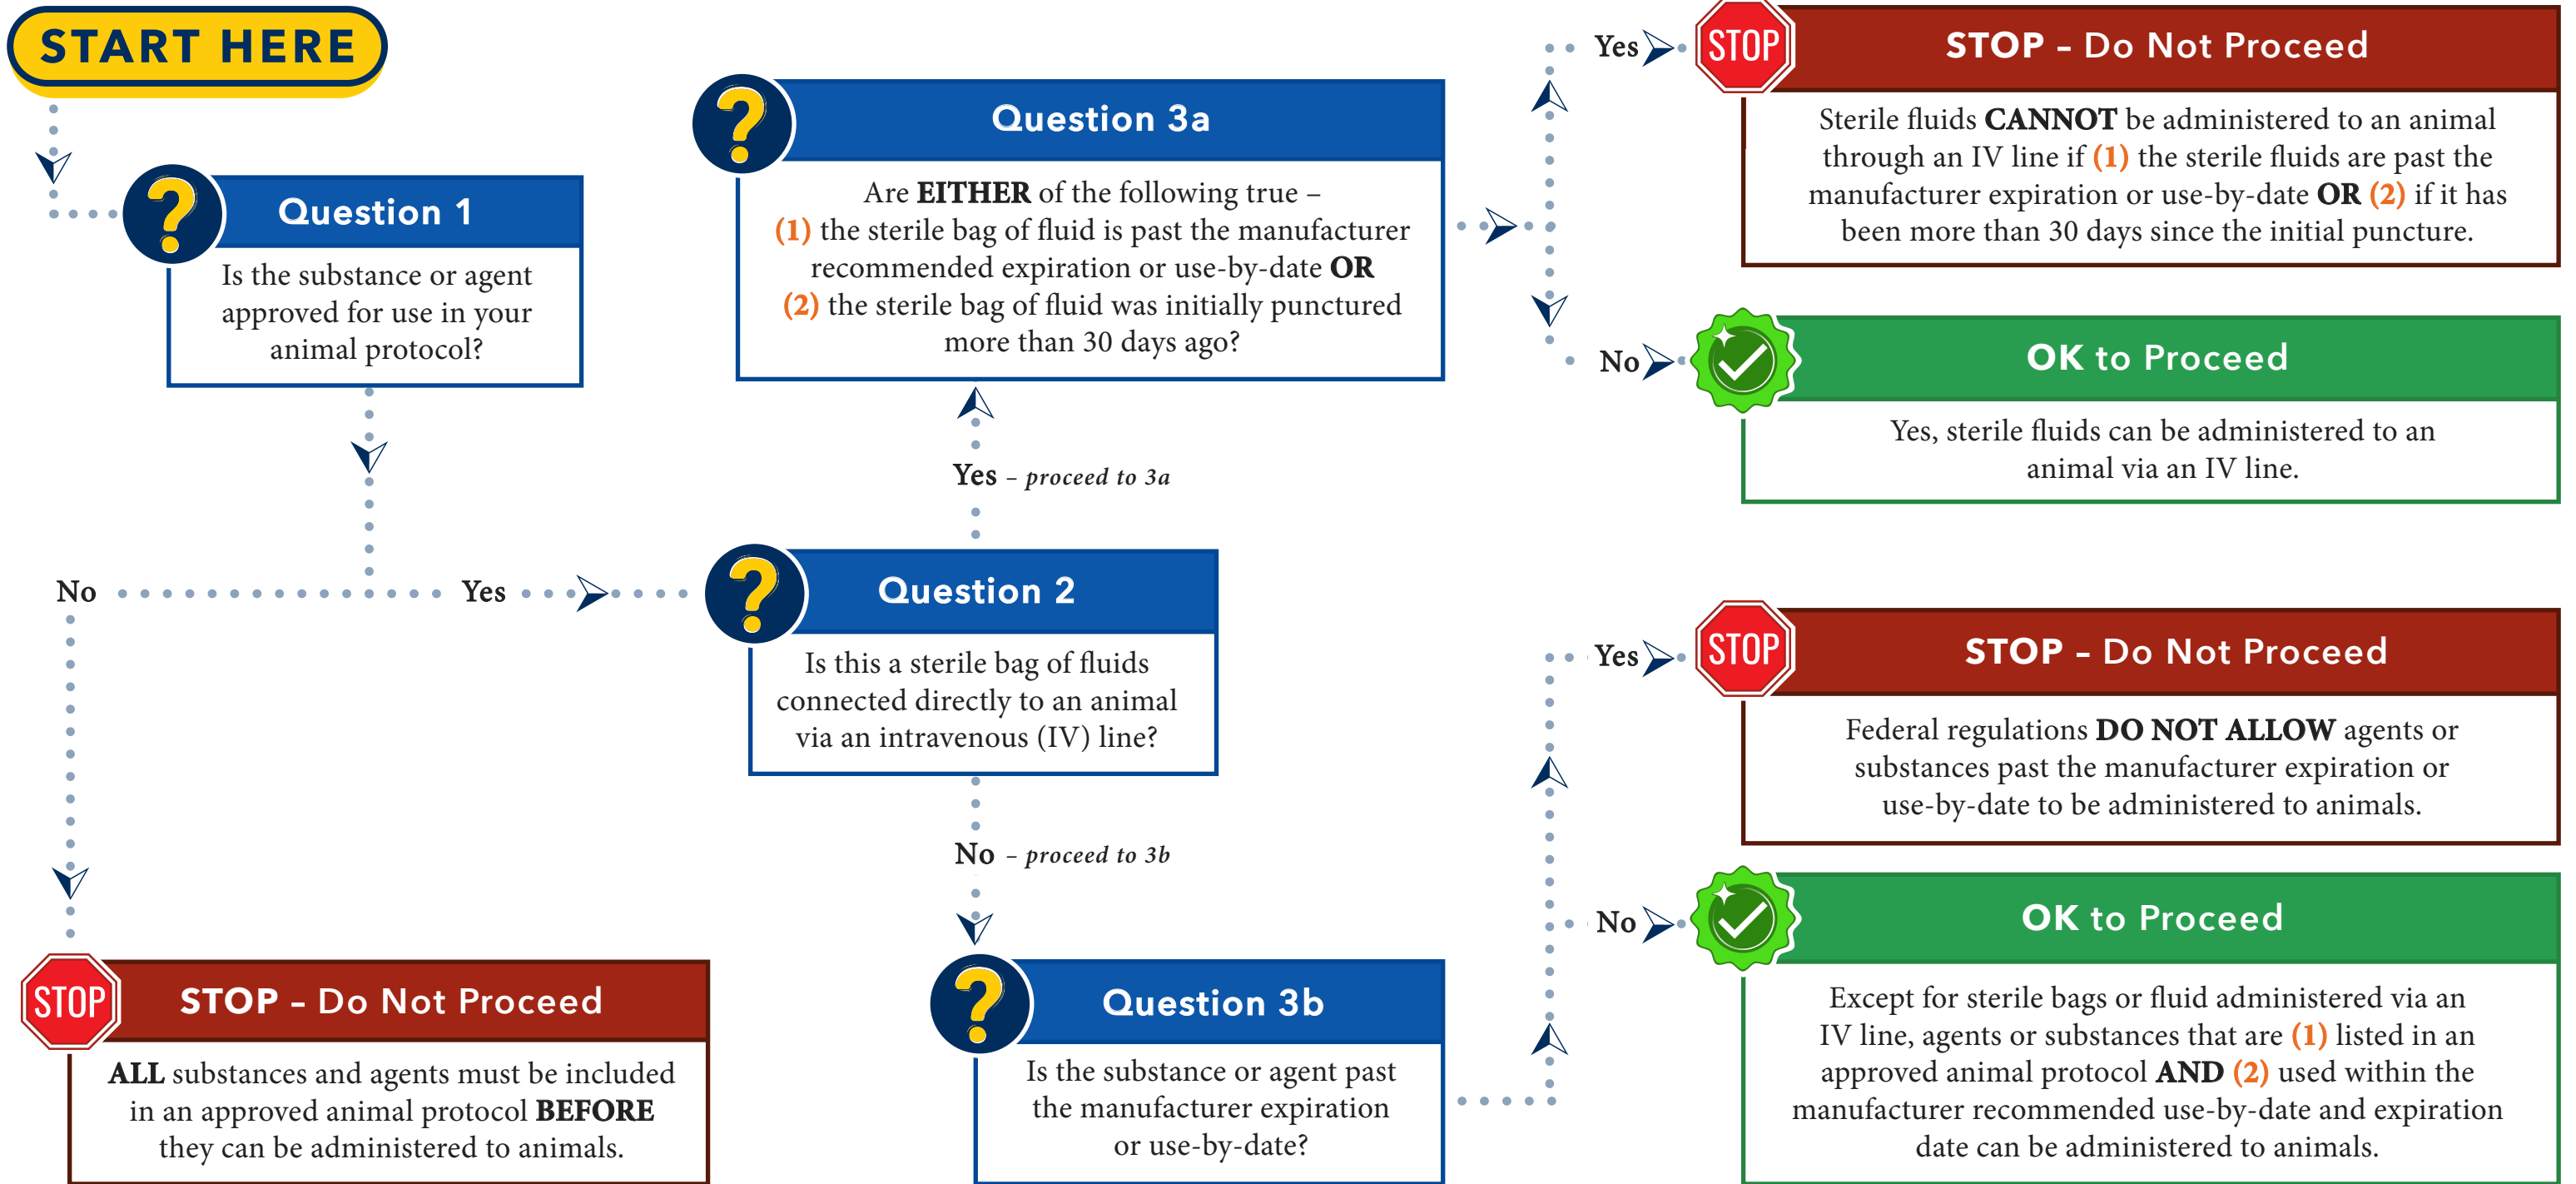 START HERE
Question 1
Is the substance or agent
approved for use in your
animal protocol?
No
Yes
STOP – Do Not Proceed
STOP
ALL substances and agents must be included
in an approved animal protocol BEFORE
they can be administered to animals.
Question 2
Is this a sterile bag of fluids
connected directly to an animal
via an intravenous (IV) line?
Yes – proceed to 3a
Question 3a
Are EITHER of the following true –
(1) the sterile bag of fluid is past the manufacturer
recommended expiration or use-by-date OR
(2) the sterile bag of fluid was initially punctured
more than 30 days ago?
Yes
STOP
STOP – Do Not Proceed
Sterile fluids CANNOT be administered to an animal
through an IV line if (1) the sterile fluids are past the
manufacturer expiration or use-by-date OR (2) if it has
been more than 30 days since the initial puncture.
No
OK to Proceed
Yes, sterile fluids can be administered to an
animal via an IV line.
No – proceed to 3b
Question 3b
Is the substance or agent past
the manufacturer expiration
or use-by-date?
Yes
STOP
STOP – Do Not Proceed
Federal regulations DO NOT ALLOW agents or
substances past the manufacturer expiration or
use-by-date to be administered to animals.
No
OK to Proceed
Except for sterile bags or fluid administered via an
IV line, agents or substances that are (1) listed in an
approved animal protocol AND (2) used within the
manufacturer recommended use-by-date and expiration
date can be administered to animals.